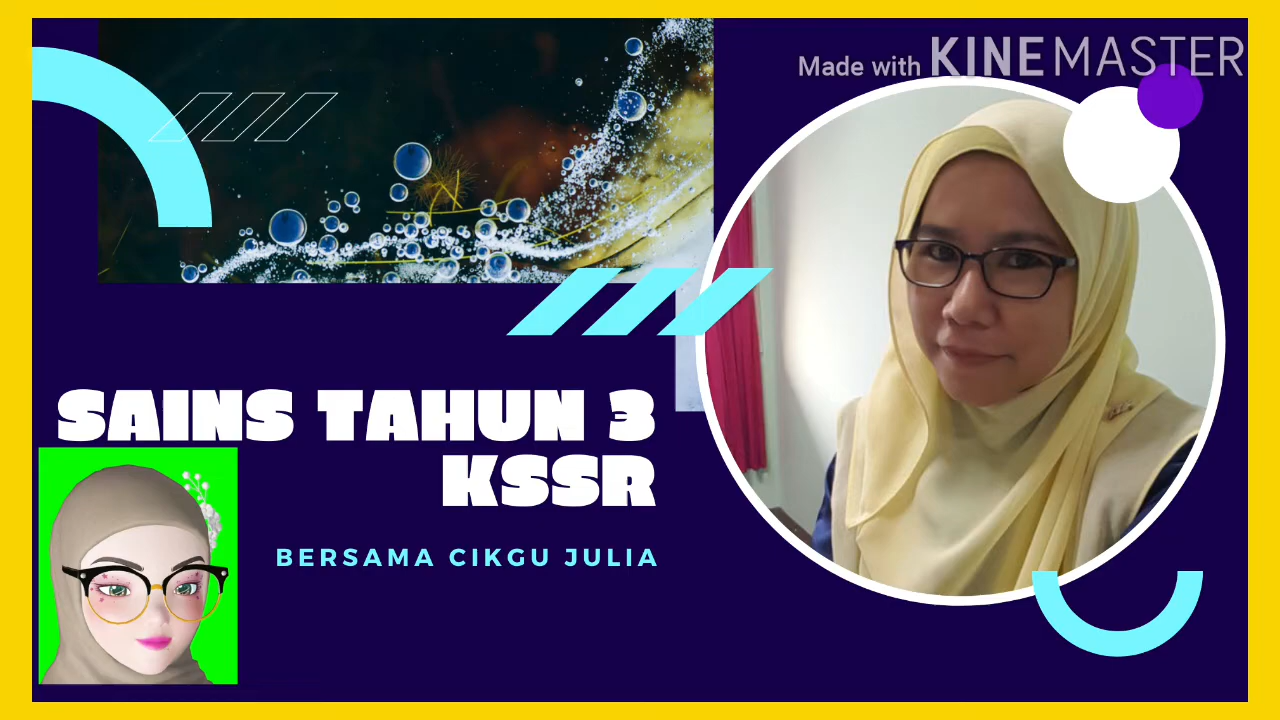 Made with KINEMASTER
SAINS TAHUN 3
KSSR
BERSAMA CIKGU JULIA